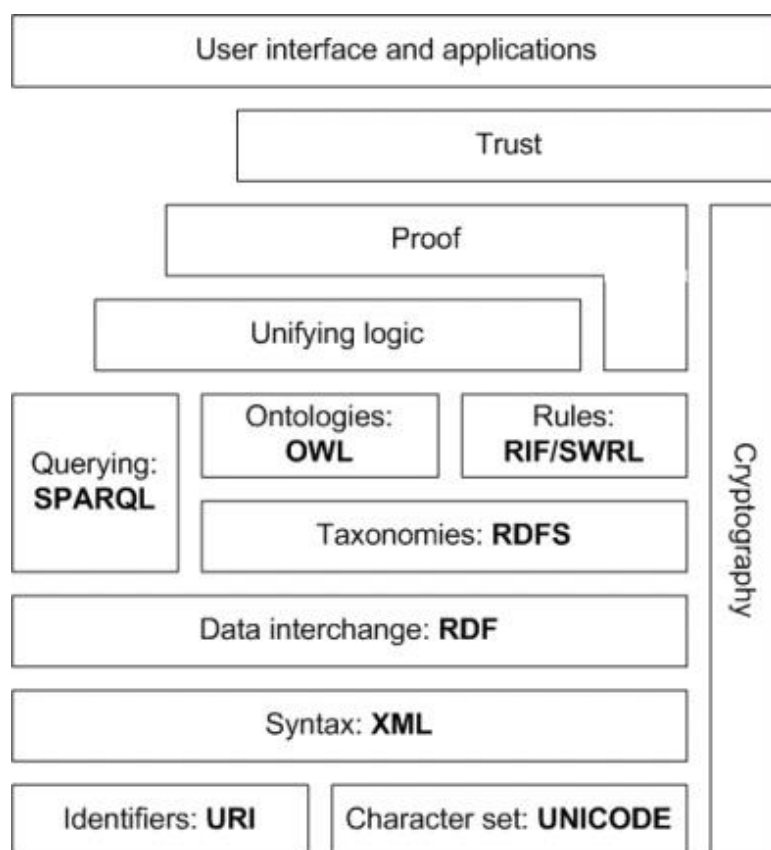 User interface and applications
Trust
Proof
Unifying logic
Querying:
SPARQL
Ontologies:
OWL
Rules:
RIF/SWRL
Taxonomies: RDFS
Data interchange: RDF
Syntax: XML
Identifiers: URI
Character set: UNICODE
Cryptography